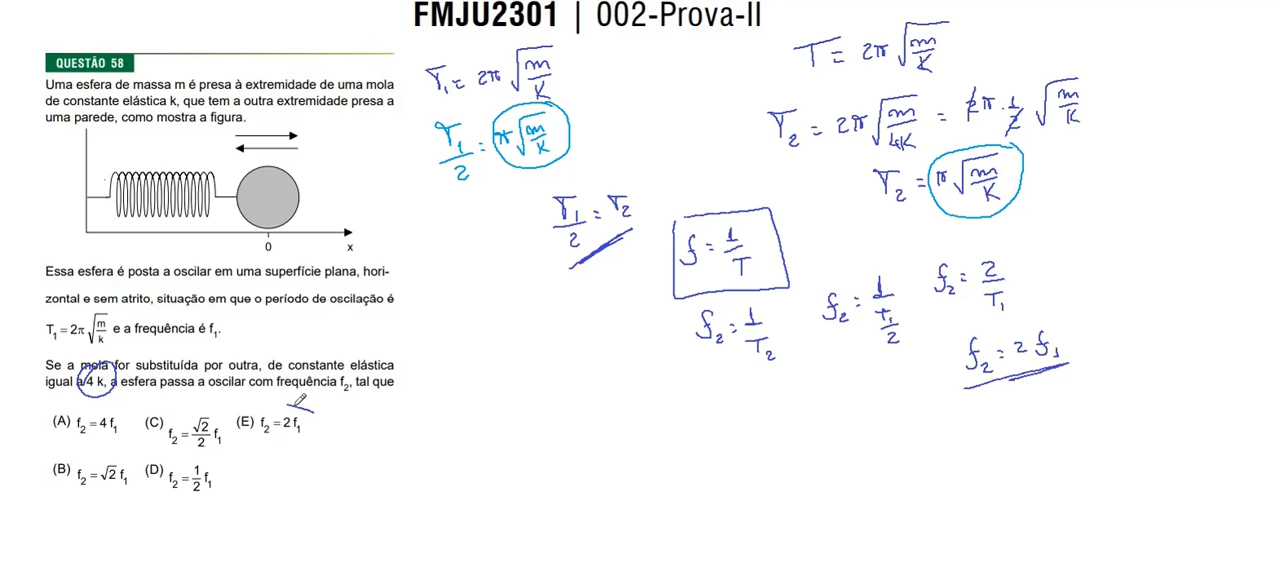 FMJU2301 | 002-Prova-II
QUESTÃO 58
Uma esfera de massa m é presa à extremidade de uma mola
de constante elástica k, que tem a outra extremidade presa a
uma parede, como mostra a figura.
0
x
Essa esfera é posta a oscilar em uma superfície plana, hori-
zontal e sem atrito, situação em que o período de oscilação é
T₁ = 2π √(m/k) e a frequência é f₁.
Se a mola for substituída por outra, de constante elástica
igual a 4 k, a esfera passa a oscilar com frequência f₂, tal que
(A) f₂ = 4 f₁
(C) f₂ = √2/2 f₁
(E) f₂ = 2 f₁
(B) f₂ = √2 f₁
(D) f₂ = 1/2 f₁
T₁ = 2π √(m/K)
T₁/2 = π √(m/K)
T₁/2 = T₂
T = 2π √(m/K)
T₂ = 2π √(m/4K) = 2π · 1/2 √(m/K)
T₂ = π √(m/K)
f = 1/T
f₂ = 1/T₂
f₂ = 1/(T₁/2)
f₂ = 2/T₁
f₂ = 2 f₁